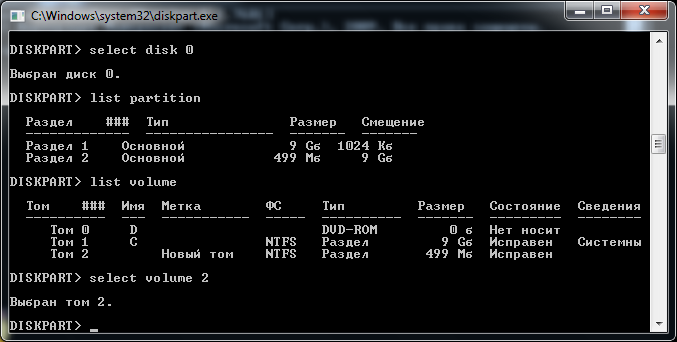 C:\Windows\system32\diskpart.exe
DISKPART> select disk 0
Выбран диск 0.
DISKPART> list partition
Раздел ### Тип Размер Смещение
------------- ---------------- ------- --------
Раздел 1 Основной 9 Gб 1024 Kб
Раздел 2 Основной 499 Mб 9 Gб
DISKPART> list volume
Том ### Имя Метка ФС Тип Размер Состояние Сведения
---------- --- ----------- ----- ---------- ------- --------- --------
Том 0 D DVD-ROM 0 б Нет носит
Том 1 C NTFS Раздел 9 Gб Исправен Системны
Том 2 Новый том NTFS Раздел 499 Mб Исправен
DISKPART> select volume 2
Выбран том 2.
DISKPART> _